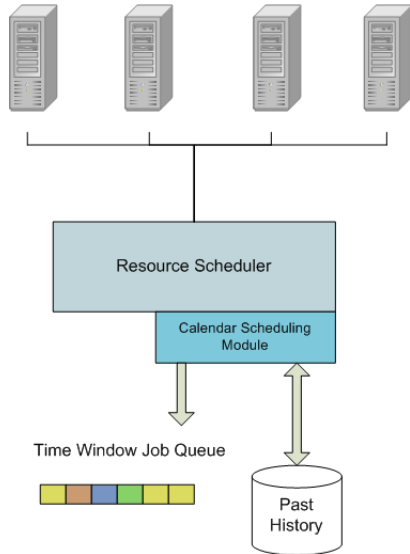 Resource Scheduler
Calendar Scheduling
Module
Time Window Job Queue
Past
History